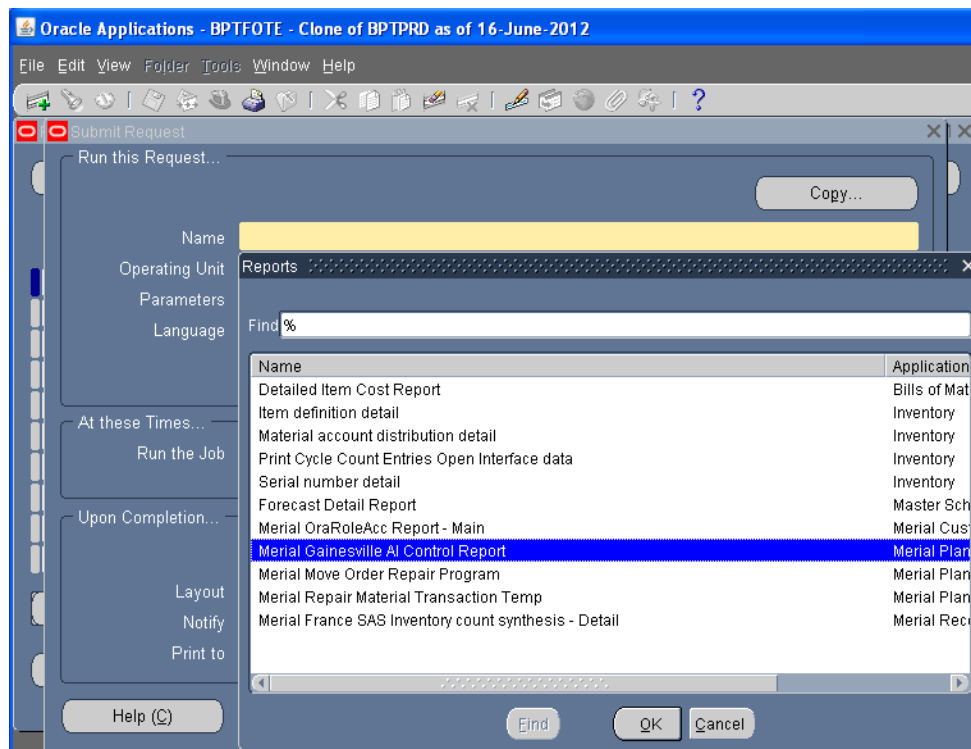 Oracle Applications - BPTFOTE - Clone of BPTPRD as of 16-June-2012
File Edit View Folder Tools Window Help
Submit Request
Run this Request...
Copy...
Name
Operating Unit
Parameters
Language
Reports
Find %
Name Application
Detailed Item Cost Report Bills of Mat
Item definition detail Inventory
Material account distribution detail Inventory
Print Cycle Count Entries Open Interface data Inventory
Serial number detail Inventory
Forecast Detail Report Master Sch
Merial OraRoleAcc Report - Main Merial Cus
Merial Gainesville AI Control Report Merial Plan
Merial Move Order Repair Program Merial Plan
Merial Repair Material Transaction Temp Merial Plan
Merial France SAS Inventory count synthesis - Detail Merial Rec
At these Times...
Run the Job
Upon Completion...
Layout
Notify
Print to
Help (C)
Find OK Cancel